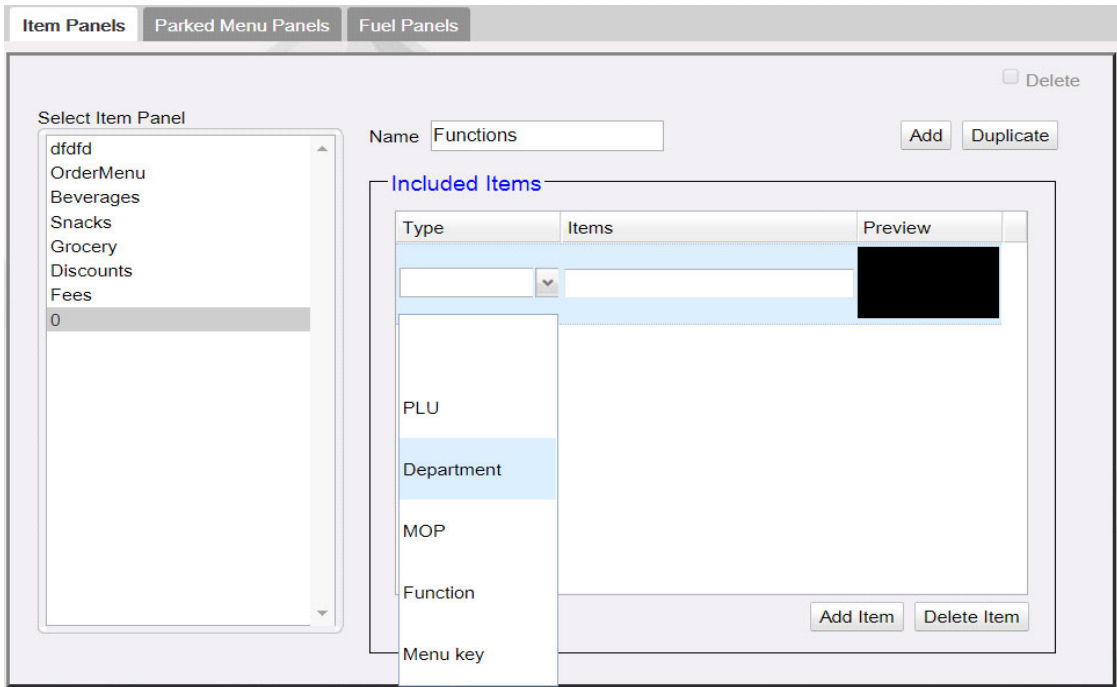 Item Panels Parked Menu Panels Fuel Panels
Delete
Select Item Panel
dfdfd
OrderMenu
Beverages
Snacks
Grocery
Discounts
Fees
0
Name Functions Add Duplicate
Included Items
Type Items Preview
PLU
Department
MOP
Function
Menu key
Add Item Delete Item